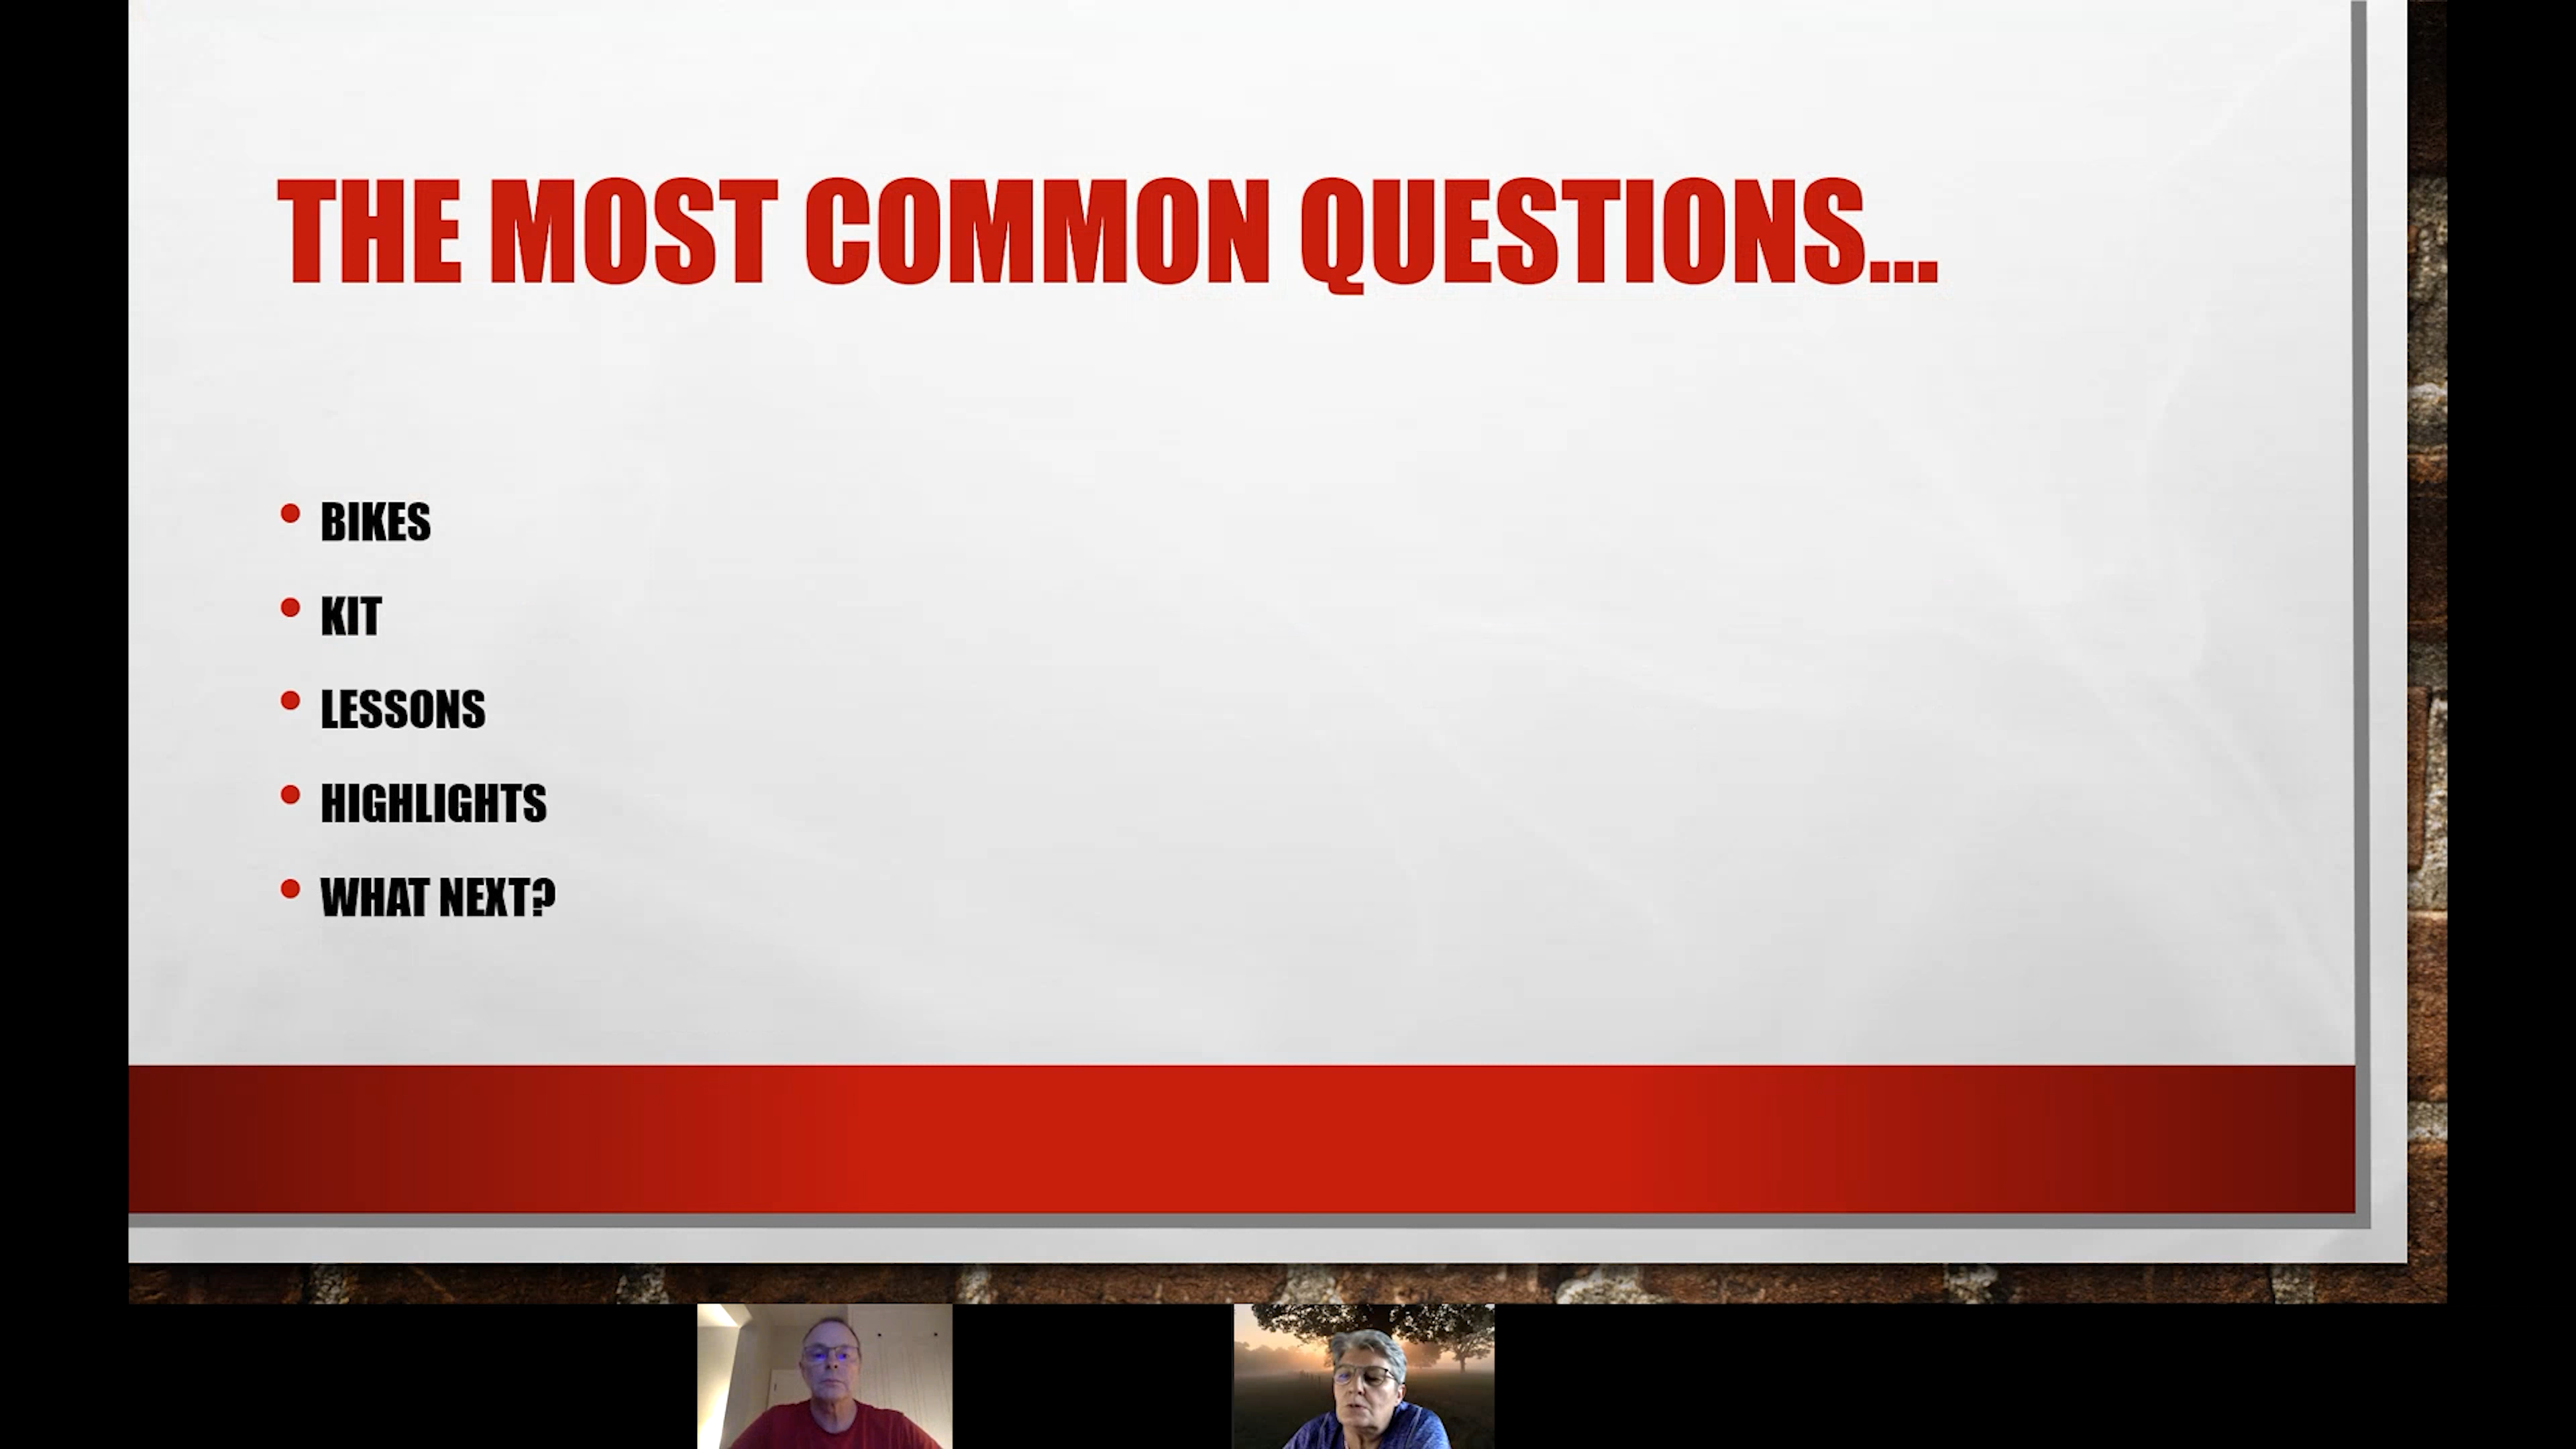 THE MOST COMMON QUESTIONS...
• BIKES
• KIT
• LESSONS
• HIGHLIGHTS
• WHAT NEXT?